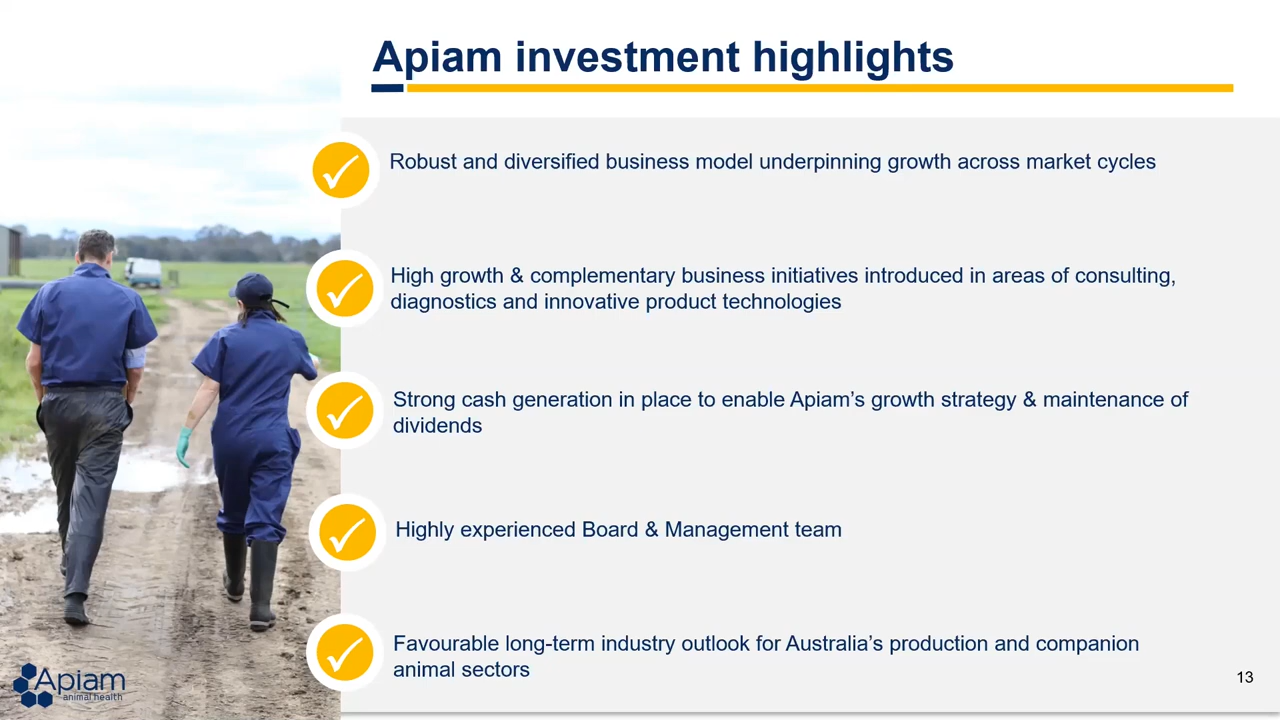 Apiam investment highlights
Robust and diversified business model underpinning growth across market cycles
High growth & complementary business initiatives introduced in areas of consulting,
diagnostics and innovative product technologies
Strong cash generation in place to enable Apiam’s growth strategy & maintenance of
dividends
Highly experienced Board & Management team
Favourable long-term industry outlook for Australia’s production and companion
animal sectors
Apiam
animal health
13